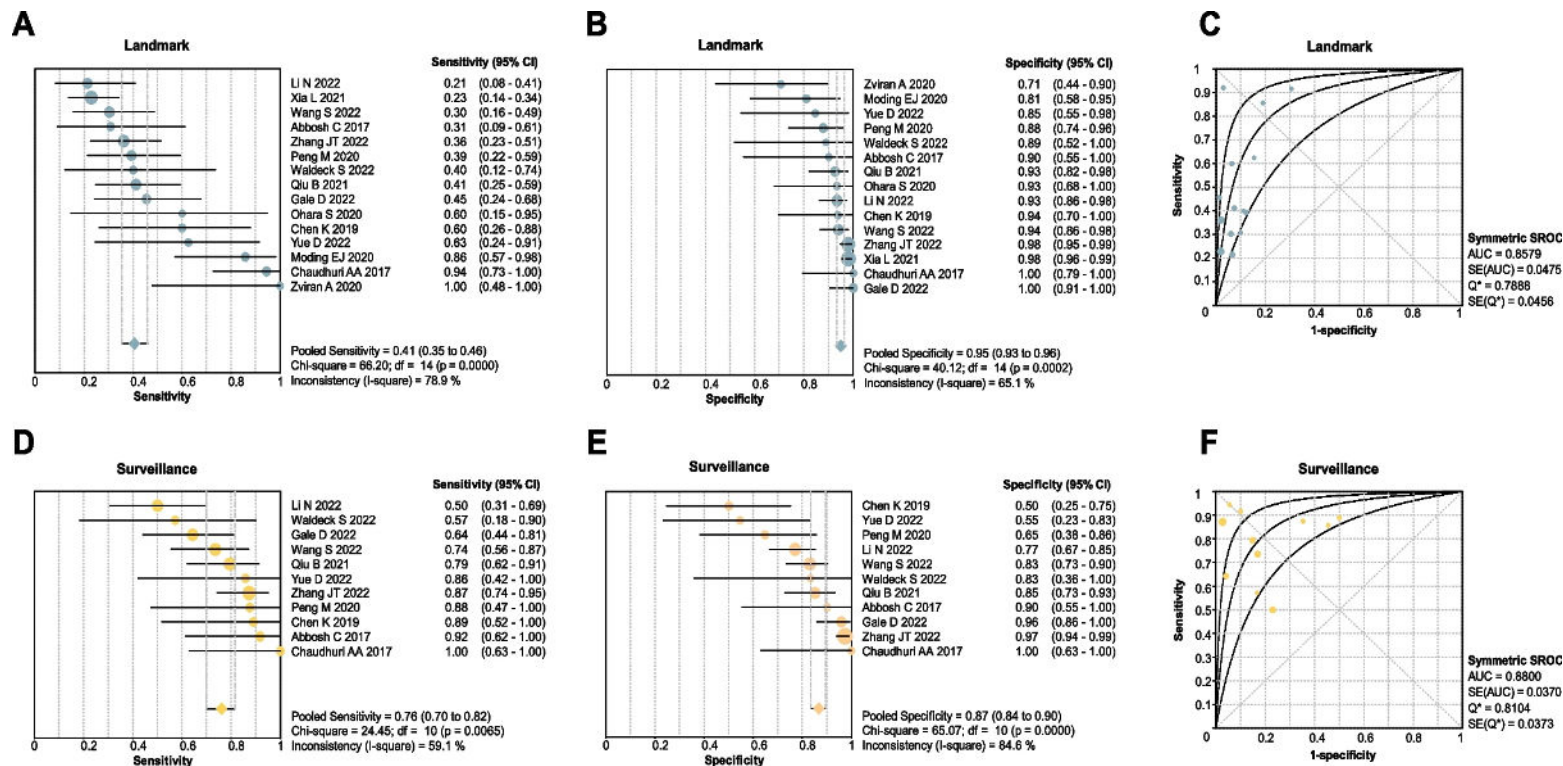 A
Landmark
Sensitivity (95% CI)
Li N 2022 0.21 (0.08 - 0.41)
Xia L 2021 0.23 (0.14 - 0.34)
Wang S 2022 0.30 (0.16 - 0.49)
Abbosh C 2017 0.31 (0.09 - 0.61)
Zhang JT 2022 0.36 (0.23 - 0.51)
Peng M 2020 0.39 (0.22 - 0.59)
Waldeck S 2022 0.40 (0.12 - 0.74)
Qiu B 2021 0.41 (0.25 - 0.59)
Gale D 2022 0.45 (0.24 - 0.68)
Ohara S 2020 0.60 (0.15 - 0.95)
Chen K 2019 0.60 (0.26 - 0.88)
Yue D 2022 0.63 (0.24 - 0.91)
Moding EJ 2020 0.86 (0.57 - 0.98)
Chaudhuri AA 2017 0.94 (0.73 - 1.00)
Zviran A 2020 1.00 (0.48 - 1.00)
Pooled Sensitivity = 0.41 (0.35 to 0.46)
Chi-square = 66.20; df = 14 (p = 0.0000)
Inconsistency (I-square) = 78.9 %
0 0.2 0.4 0.6 0.8 1
Sensitivity
B
Landmark
Specificity (95% CI)
Zviran A 2020 0.71 (0.44 - 0.90)
Moding EJ 2020 0.81 (0.58 - 0.95)
Yue D 2022 0.85 (0.55 - 0.98)
Peng M 2020 0.88 (0.74 - 0.96)
Waldeck S 2022 0.89 (0.52 - 1.00)
Abbosh C 2017 0.90 (0.55 - 1.00)
Qiu B 2021 0.93 (0.82 - 0.98)
Ohara S 2020 0.93 (0.68 - 1.00)
Li N 2022 0.93 (0.86 - 0.98)
Chen K 2019 0.94 (0.70 - 1.00)
Wang S 2022 0.94 (0.86 - 0.98)
Zhang JT 2022 0.98 (0.95 - 0.99)
Xia L 2021 0.98 (0.96 - 0.99)
Chaudhuri AA 2017 1.00 (0.79 - 1.00)
Gale D 2022 1.00 (0.91 - 1.00)
Pooled Specificity = 0.95 (0.93 to 0.96)
Chi-square = 40.12; df = 14 (p = 0.0002)
Inconsistency (I-square) = 65.1 %
0 0.2 0.4 0.6 0.8 1
Specificity
C
Landmark
Sensitivity
1
0.9
0.8
0.7
0.6
0.5
0.4
0.3
0.2
0.1
0.2 0.4 0.6 0.8 1
1-specificity
Symmetric SROC
AUC = 0.8579
SE(AUC) = 0.0475
Q* = 0.7888
SE(Q*) = 0.0456
D
Surveillance
Sensitivity (95% CI)
Li N 2022 0.50 (0.31 - 0.69)
Waldeck S 2022 0.57 (0.18 - 0.90)
Gale D 2022 0.64 (0.44 - 0.81)
Wang S 2022 0.74 (0.56 - 0.87)
Qiu B 2021 0.79 (0.62 - 0.91)
Yue D 2022 0.86 (0.42 - 1.00)
Zhang JT 2022 0.87 (0.74 - 0.95)
Peng M 2020 0.88 (0.47 - 1.00)
Chen K 2019 0.89 (0.52 - 1.00)
Abbosh C 2017 0.92 (0.62 - 1.00)
Chaudhuri AA 2017 1.00 (0.63 - 1.00)
Pooled Sensitivity = 0.76 (0.70 to 0.82)
Chi-square = 24.45; df = 10 (p = 0.0065)
Inconsistency (I-square) = 59.1 %
0 0.2 0.4 0.6 0.8 1
Sensitivity
E
Surveillance
Specificity (95% CI)
Chen K 2019 0.50 (0.25 - 0.75)
Yue D 2022 0.55 (0.23 - 0.83)
Peng M 2020 0.65 (0.38 - 0.86)
Li N 2022 0.77 (0.67 - 0.85)
Wang S 2022 0.83 (0.73 - 0.90)
Waldeck S 2022 0.83 (0.36 - 1.00)
Qiu B 2021 0.85 (0.73 - 0.93)
Abbosh C 2017 0.90 (0.55 - 1.00)
Gale D 2022 0.96 (0.86 - 1.00)
Zhang JT 2022 0.97 (0.94 - 0.99)
Chaudhuri AA 2017 1.00 (0.63 - 1.00)
Pooled Specificity = 0.87 (0.84 to 0.90)
Chi-square = 65.07; df = 10 (p = 0.0000)
Inconsistency (I-square) = 84.6 %
0 0.2 0.4 0.6 0.8 1
Specificity
F
Surveillance
Sensitivity
1
0.9
0.8
0.7
0.6
0.5
0.4
0.3
0.2
0.1
0.2 0.4 0.6 0.8 1
1-specificity
Symmetric SROC
AUC = 0.8800
SE(AUC) = 0.0370
Q* = 0.8104
SE(Q*) = 0.0373